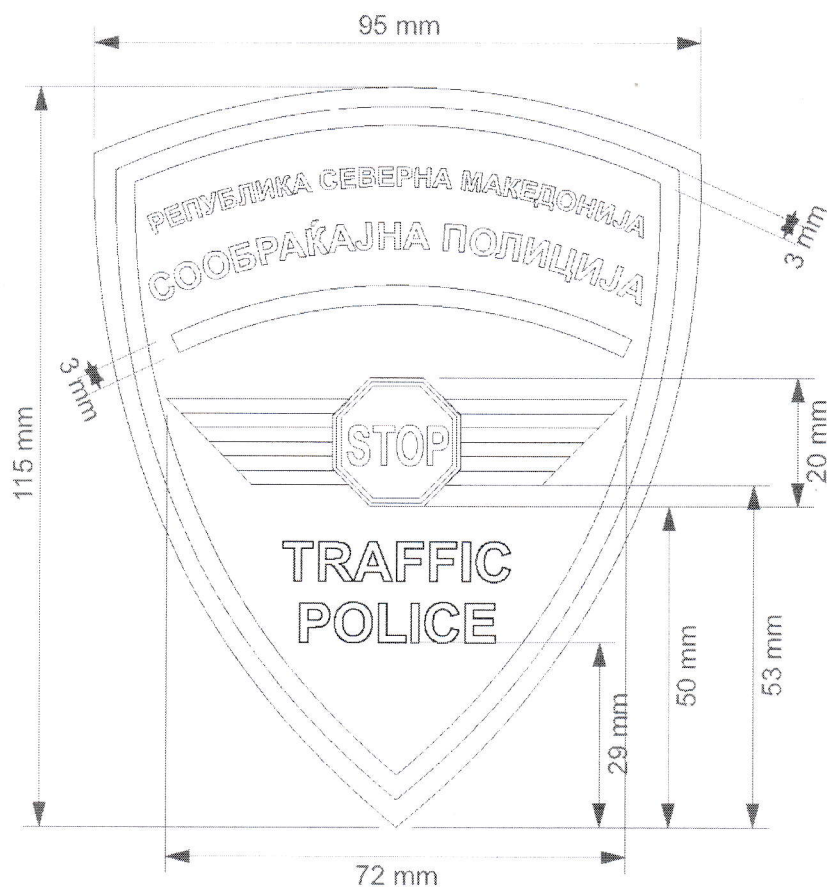 95 mm
РЕПУБЛИКА СЕВЕРНА МАКЕДОНИЈА
СООБРАЌАЈНА ПОЛИЦИЈА
3 mm
3 mm
115 mm
STOP
20 mm
TRAFFIC
POLICE
29 mm
50 mm
53 mm
72 mm